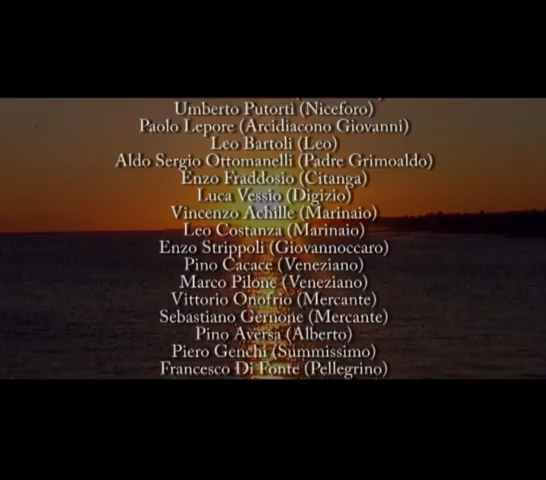 Umberto Putortì (Niceforo)
Paolo Lepore (Arcidiacono Giovanni)
Leo Bartoli (Leo)
Aldo Sergio Ottomanelli (Padre Grimoaldo)
Enzo Fraddosio (Citanga)
Luca Vessio (Digizio)
Vincenzo Achille (Marinaio)
Leo Costanza (Marinaio)
Enzo Strippoli (Giovannoccaro)
Pino Cacace (Veneziano)
Marco Pilone (Veneziano)
Vittorio Onofrio (Mercante)
Sebastiano Gernone (Mercante)
Pino Aversa (Alberto)
Piero Genchi (Summissimo)
Francesco Di Fonte (Pellegrino)